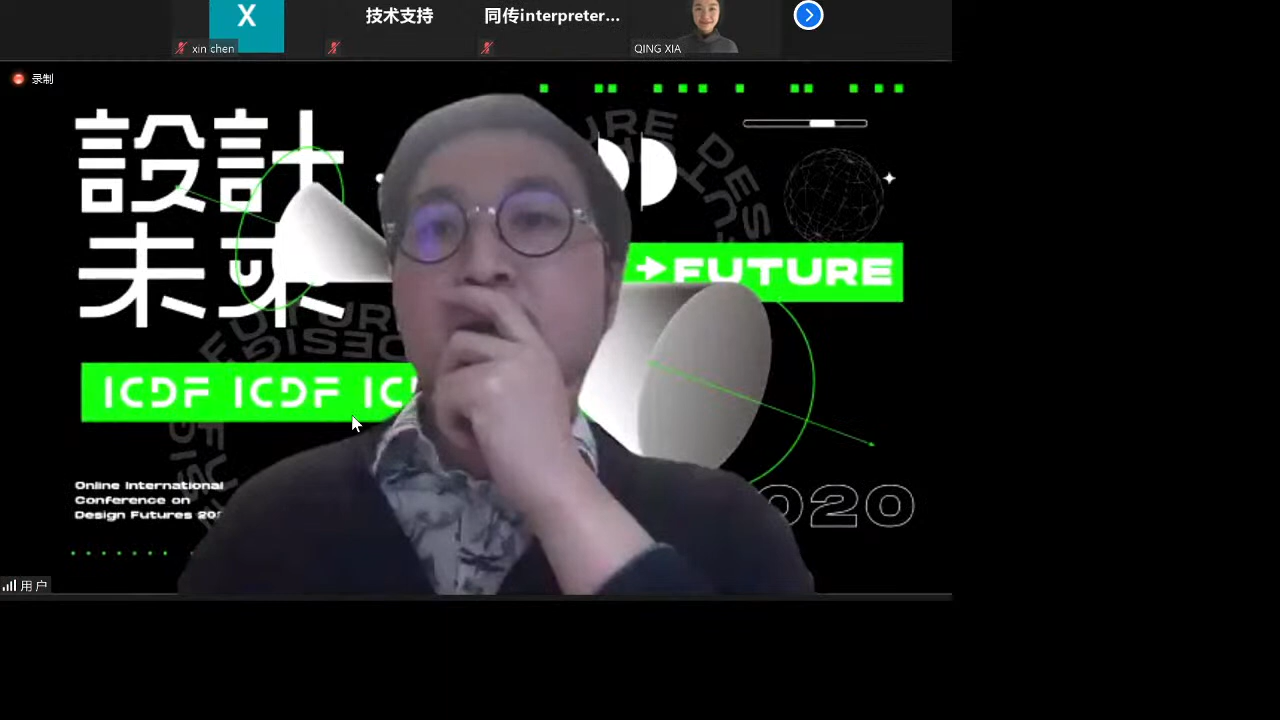 X
技术支持
同传interpreter...
xin chen
QING XIA
录制
設計
未来
FUTURE
ICDF ICDF IC
Online International
Conference on
Design Futures 20
020
用户